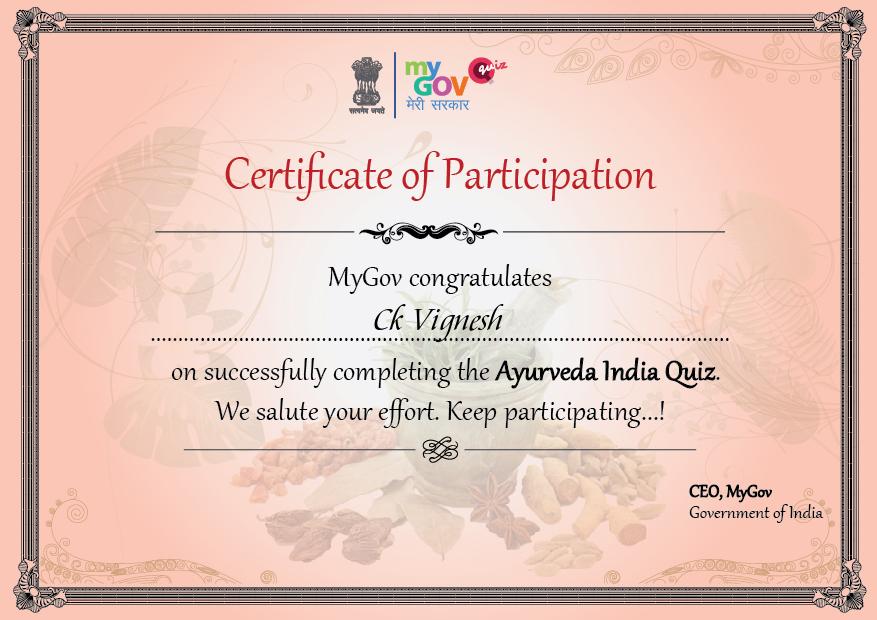 सत्यमेव जयते
my
GOV
quiz
मेरी सरकार
Certificate of Participation
MyGov congratulates
Ck Vignesh
on successfully completing the Ayurveda India Quiz.
We salute your effort. Keep participating...!
CEO, MyGov
Government of India